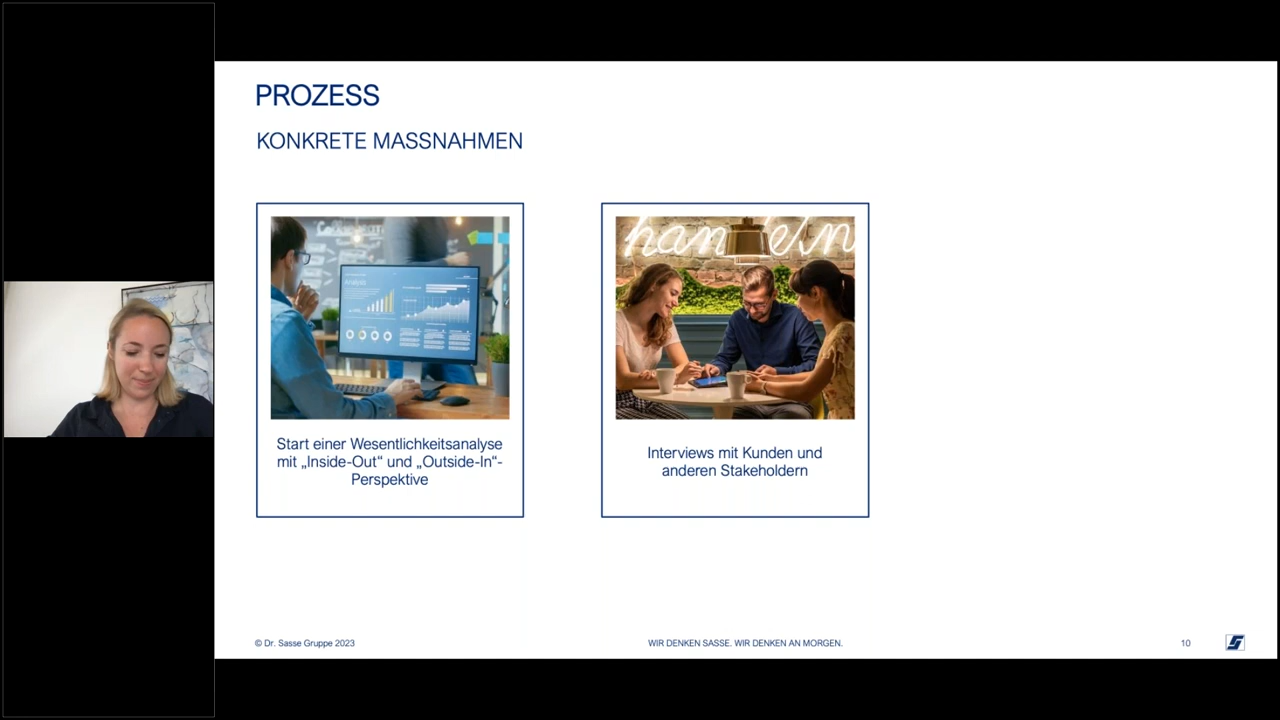 PROZESS
KONKRETE MASSNAHMEN
Analysis
Start einer Wesentlichkeitsanalyse
mit „Inside-Out“ und „Outside-In“-
Perspektive
Interviews mit Kunden und
anderen Stakeholdern
© Dr. Sasse Gruppe 2023
WIR DENKEN SASSE. WIR DENKEN AN MORGEN.
10